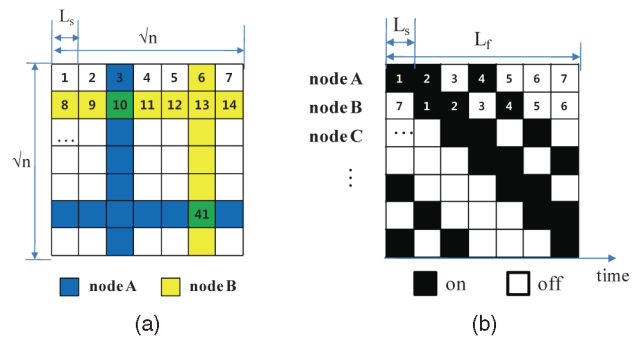 Ls
√n
√n
1 2 3 4 5 6 7
8 9 10 11 12 13 14
...
41
node A node B
(a)
Ls
Lf
node A 1 2 3 4 5 6 7
node B 7 1 2 3 4 5 6
node C ...
⋮
time
on off
(b)